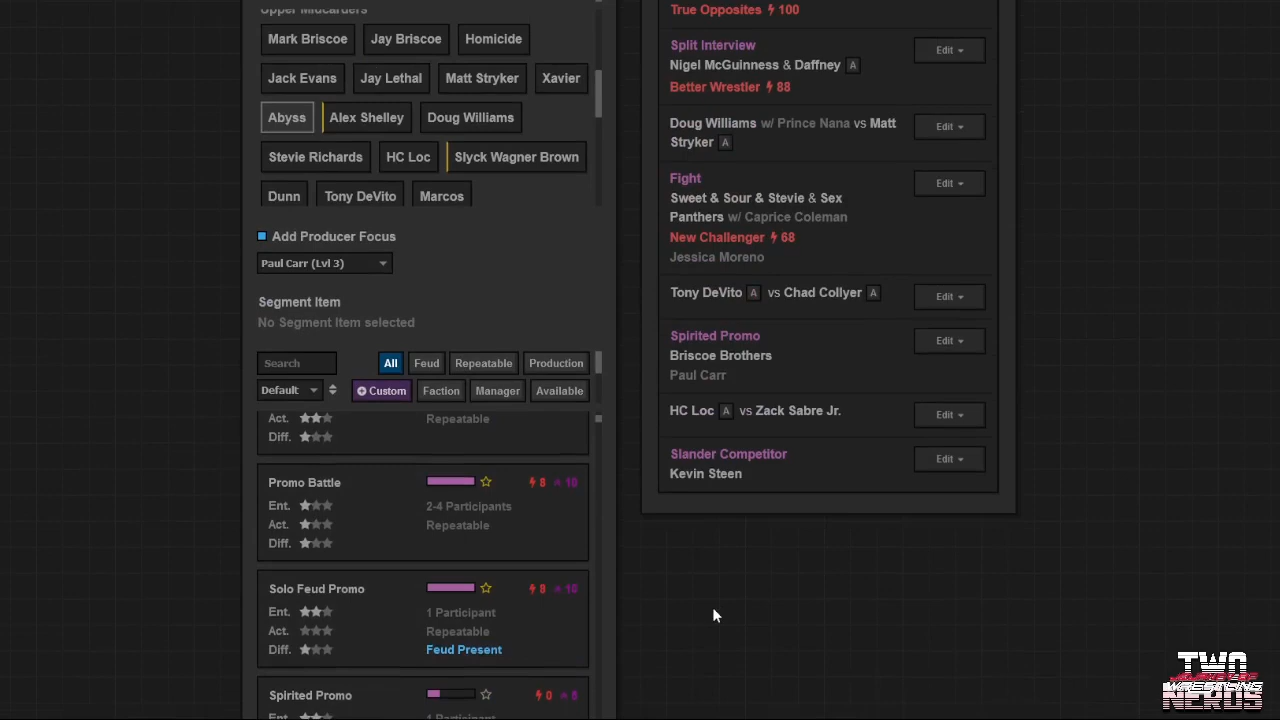 Upper Midcarders
Mark Briscoe
Jay Briscoe
Homicide
Jack Evans
Jay Lethal
Matt Stryker
Xavier
Abyss
Alex Shelley
Doug Williams
Stevie Richards
HC Loc
Slyck Wagner Brown
Dunn
Tony DeVito
Marcos
Add Producer Focus
Paul Carr (Lvl 3)
Segment Item
No Segment Item selected
Search
All
Feud
Repeatable
Production
Default
Custom
Faction
Manager
Available
Act.
Repeatable
Diff.
Promo Battle
8
10
Ent.
2-4 Participants
Act.
Repeatable
Diff.
Solo Feud Promo
8
10
Ent.
1 Participant
Act.
Repeatable
Diff.
Feud Present
Spirited Promo
0
Ent.
1 Participant
True Opposites 100
Split Interview
Edit
Nigel McGuinness & Daffney A
Better Wrestler 88
Doug Williams w/ Prince Nana vs Matt
Stryker A
Edit
Fight
Edit
Sweet & Sour & Stevie & Sex
Panthers w/ Caprice Coleman
New Challenger 68
Jessica Moreno
Tony DeVito A vs Chad Collyer A
Edit
Spirited Promo
Edit
Briscoe Brothers
Paul Carr
HC Loc A vs Zack Sabre Jr.
Edit
Slander Competitor
Edit
Kevin Steen
TWO
WRESTLING
NERDS